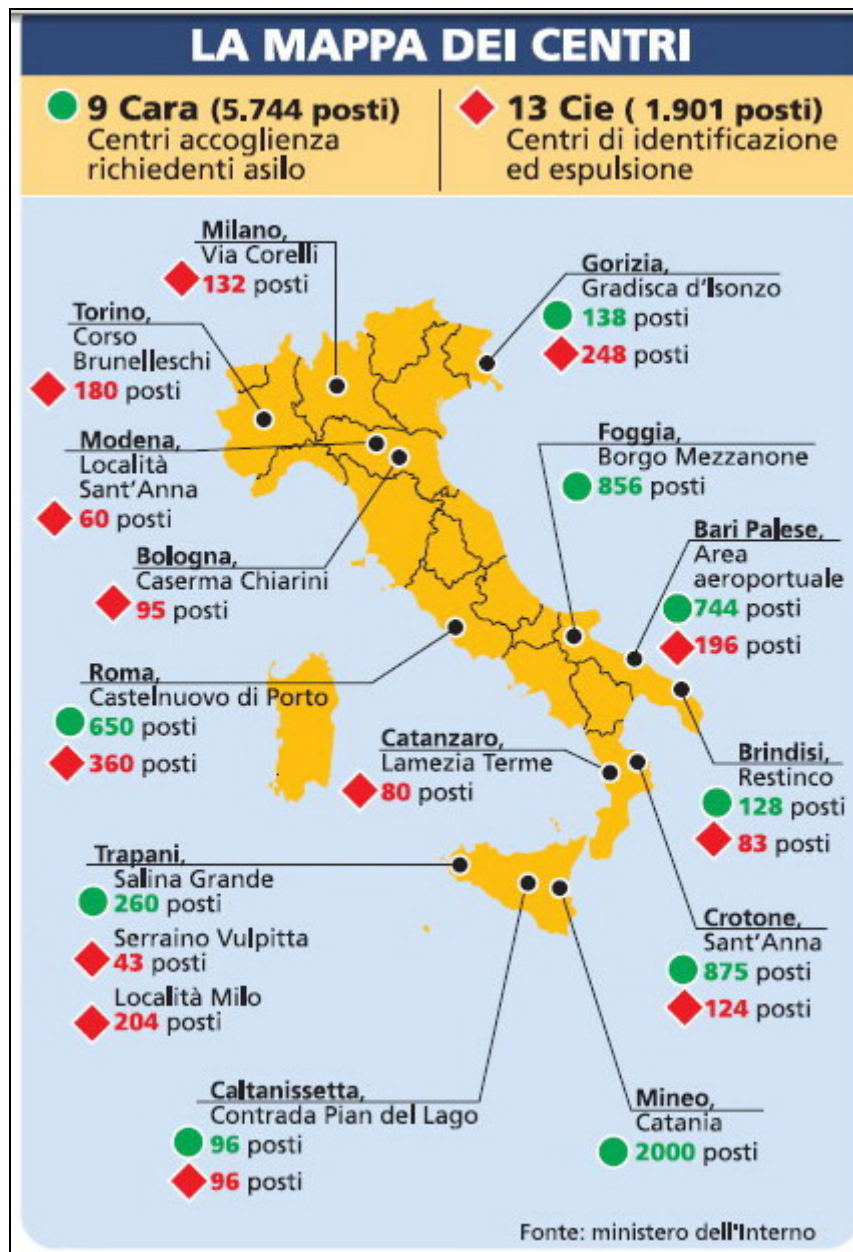 LA MAPPA DEI CENTRI
9 Cara (5.744 posti)
Centri accoglienza
richiedenti asilo
13 Cie ( 1.901 posti)
Centri di identificazione
ed espulsione
Milano,
Via Corelli
132 posti
Gorizia,
Gradisca d'Isonzo
138 posti
248 posti
Torino,
Corso
Brunelleschi
180 posti
Modena,
Località
Sant'Anna
60 posti
Foggia,
Borgo Mezzanone
856 posti
Bologna,
Caserma Chiarini
95 posti
Bari Palese,
Area
aeroportuale
744 posti
196 posti
Roma,
Castelnuovo di Porto
650 posti
360 posti
Catanzaro,
Lamezia Terme
80 posti
Brindisi,
Restinco
128 posti
83 posti
Trapani,
Salina Grande
260 posti
Serraino Vulpitta
43 posti
Località Milo
204 posti
Crotone,
Sant'Anna
875 posti
124 posti
Caltanissetta,
Contrada Pian del Lago
96 posti
96 posti
Mineo,
Catania
2000 posti
Fonte: ministero dell'Interno